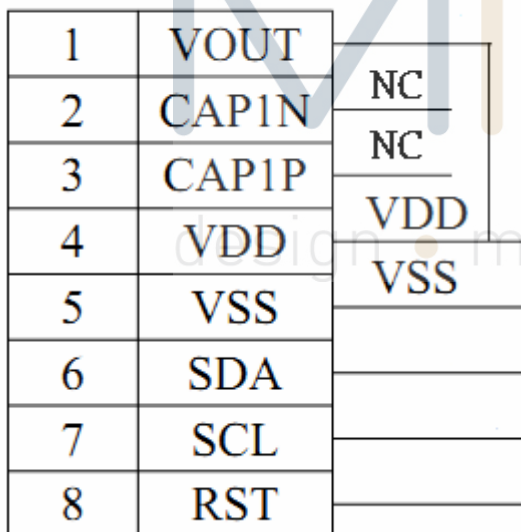 1 VOUT
2 CAP1N NC
3 CAP1P NC
4 VDD VDD
5 VSS VSS
6 SDA
7 SCL
8 RST
design m